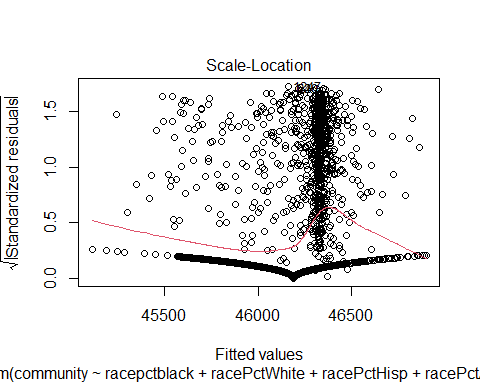 Scale-Location
√|Standardized residuals|
1.5
1.0
0.5
0.0
45500
46000
46500
Fitted values
m(community ~ racepctblack + racePctWhite + racePctHisp + racePct